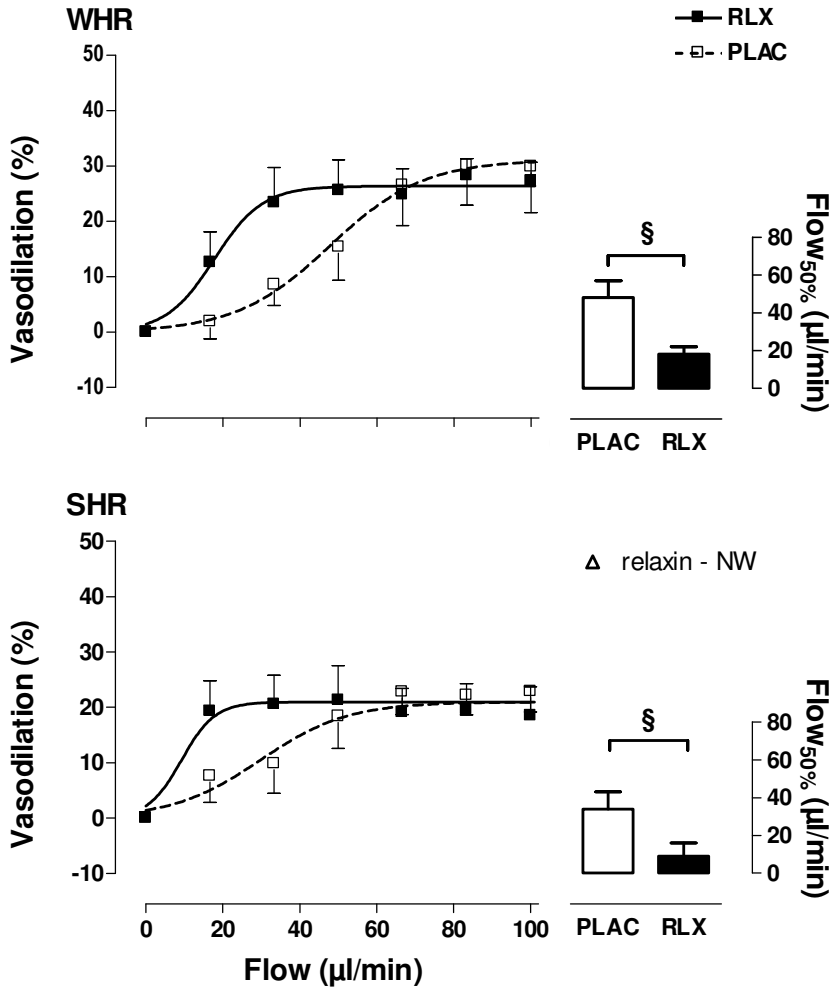 WHR
RLX
PLAC
50
40
30
20
10
0
-10
Vasodilation (%)
§
80
60
40
20
0
Flow50% (µl/min)
PLAC RLX
SHR
relaxin - NW
50
40
30
20
10
0
-10
Vasodilation (%)
§
80
60
40
20
0
Flow50% (µl/min)
0 20 40 60 80 100
PLAC RLX
Flow (µl/min)